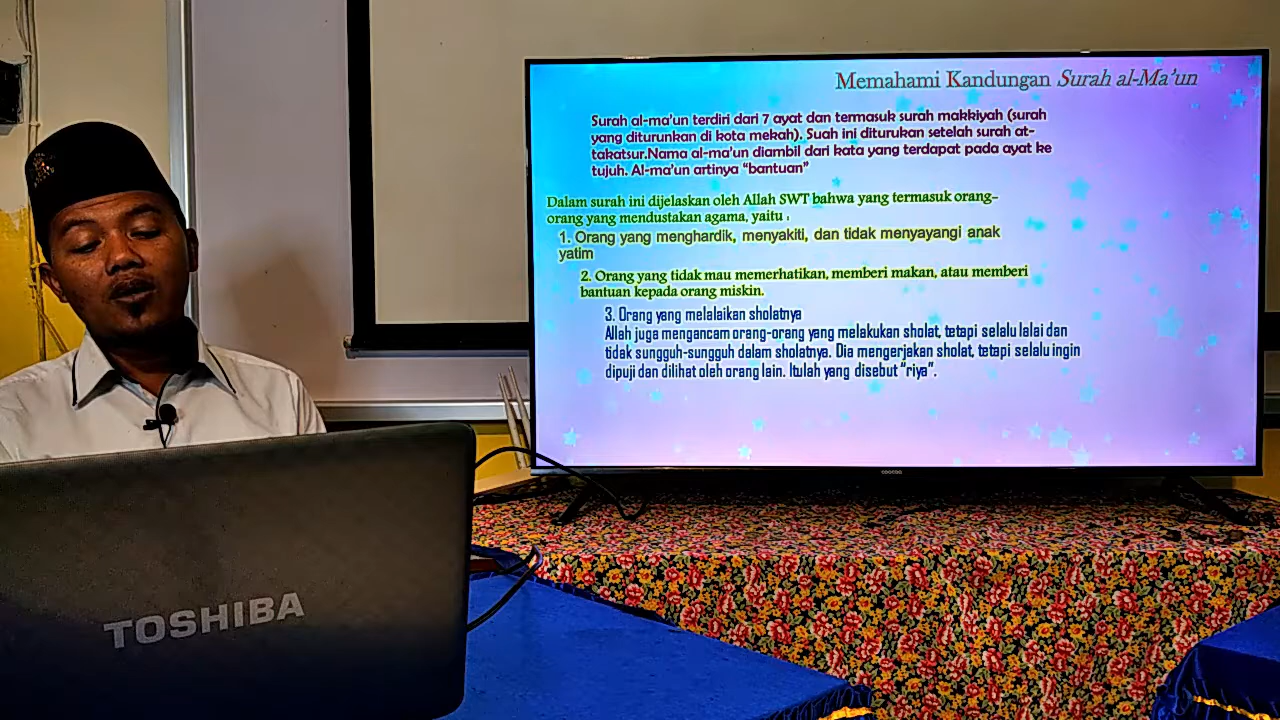 Memahami Kandungan Surah al-Ma'un
Surah al-ma'un terdiri dari 7 ayat dan termasuk surah makkiyah (surah
yang diturunkan di kota mekah). Suah ini diturukan setelah surah at-
takatsur.Nama al-ma'un diambil dari kata yang terdapat pada ayat ke
tujuh. Al-ma'un artinya "bantuan"
Dalam surah ini dijelaskan oleh Allah SWT bahwa yang termasuk orang-
orang yang mendustakan agama, yaitu :
1. Orang yang menghardik, menyakiti, dan tidak menyayangi anak
yatim
2. Orang yang tidak mau memerhatikan, memberi makan, atau memberi
bantuan kepada orang miskin.
3. Orang yang melalaikan sholatnya
Allah juga mengancam orang-orang yang melakukan sholat, tetapi selalu lalai dan
tidak sungguh-sungguh dalam sholatnya. Dia mengerjakan sholat, tetapi selalu ingin
dipuji dan dilihat oleh orang lain. Itulah yang disebut "riya".
TOSHIBA